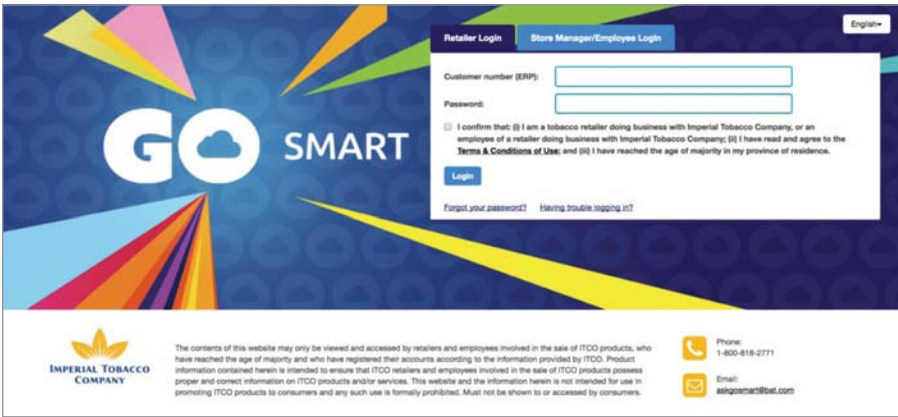 English
Retailer Login
Store Manager/Employee Login
Customer number (ERP):
Password:
I confirm that: (i) I am a tobacco retailer doing business with Imperial Tobacco Company, or an
employee of a retailer doing business with Imperial Tobacco Company; (ii) I have read and agree to the
Terms & Conditions of Use; and (iii) I have reached the age of majority in my province of residence.
Login
Forgot your password? Having trouble logging in?
GO SMART
IMPERIAL TOBACCO
COMPANY
The contents of this website may only be viewed and accessed by retailers and employees involved in the sale of ITCO products, who
have reached the age of majority and who have registered their accounts according to the information provided by ITCO. Product
information contained herein is intended to ensure that ITCO retailers and employees involved in the sale of ITCO products possess
proper and correct information on ITCO products and/or services. This website and the information herein is not intended for use in
promoting ITCO products to consumers and any such use is formally prohibited. Must not be shown to or accessed by consumers.
Phone:
1-800-818-2771
Email:
askgosmart@bat.com